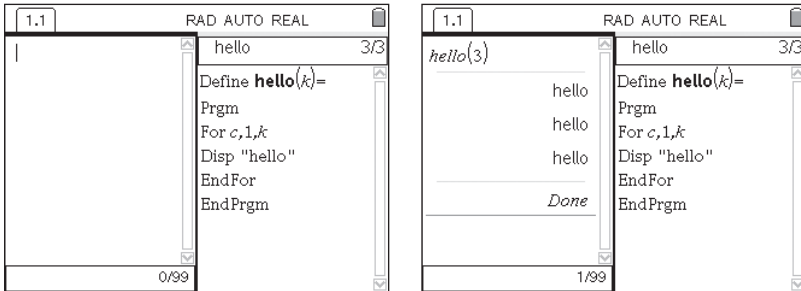 1.1 RAD AUTO REAL
hello 3/3
Define hello(k)=
Prgm
For c,1,k
Disp "hello"
EndFor
EndPrgm
0/99
1.1 RAD AUTO REAL
hello(3)
hello
hello
hello
Done
1/99
hello 3/3
Define hello(k)=
Prgm
For c,1,k
Disp "hello"
EndFor
EndPrgm